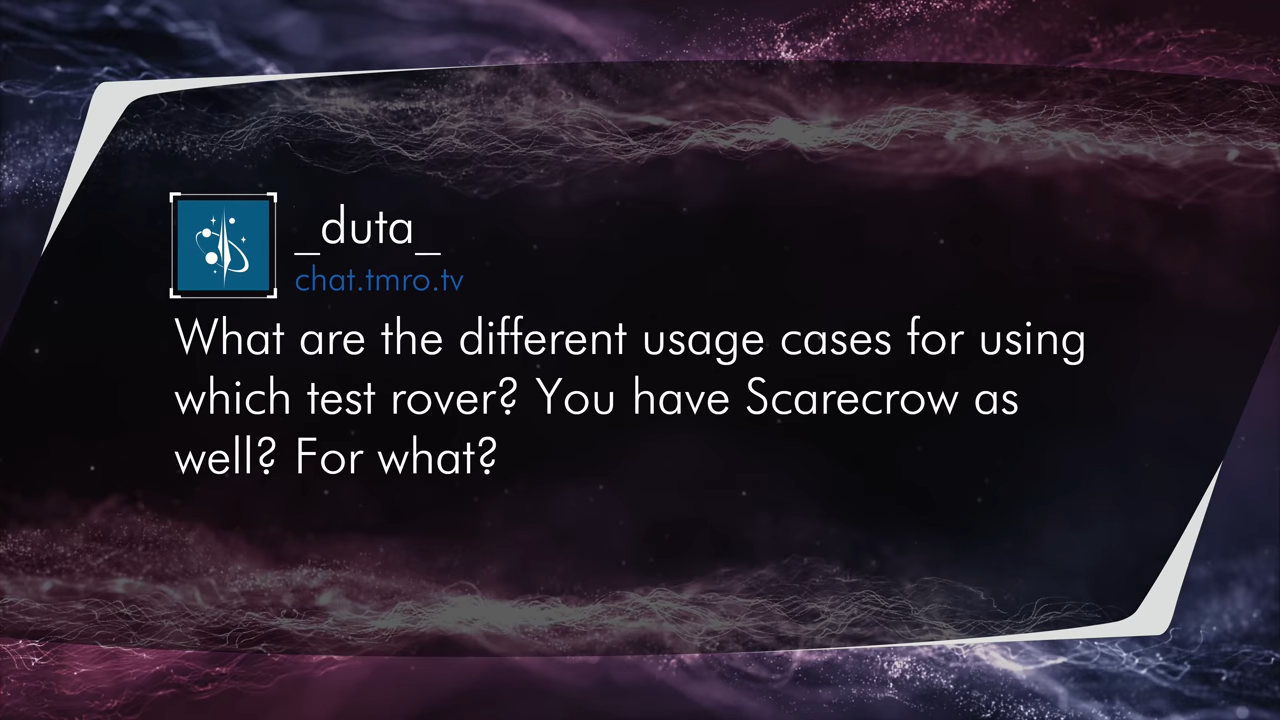 _duta_
chat.tmro.tv
What are the different usage cases for using
which test rover? You have Scarecrow as
well? For what?